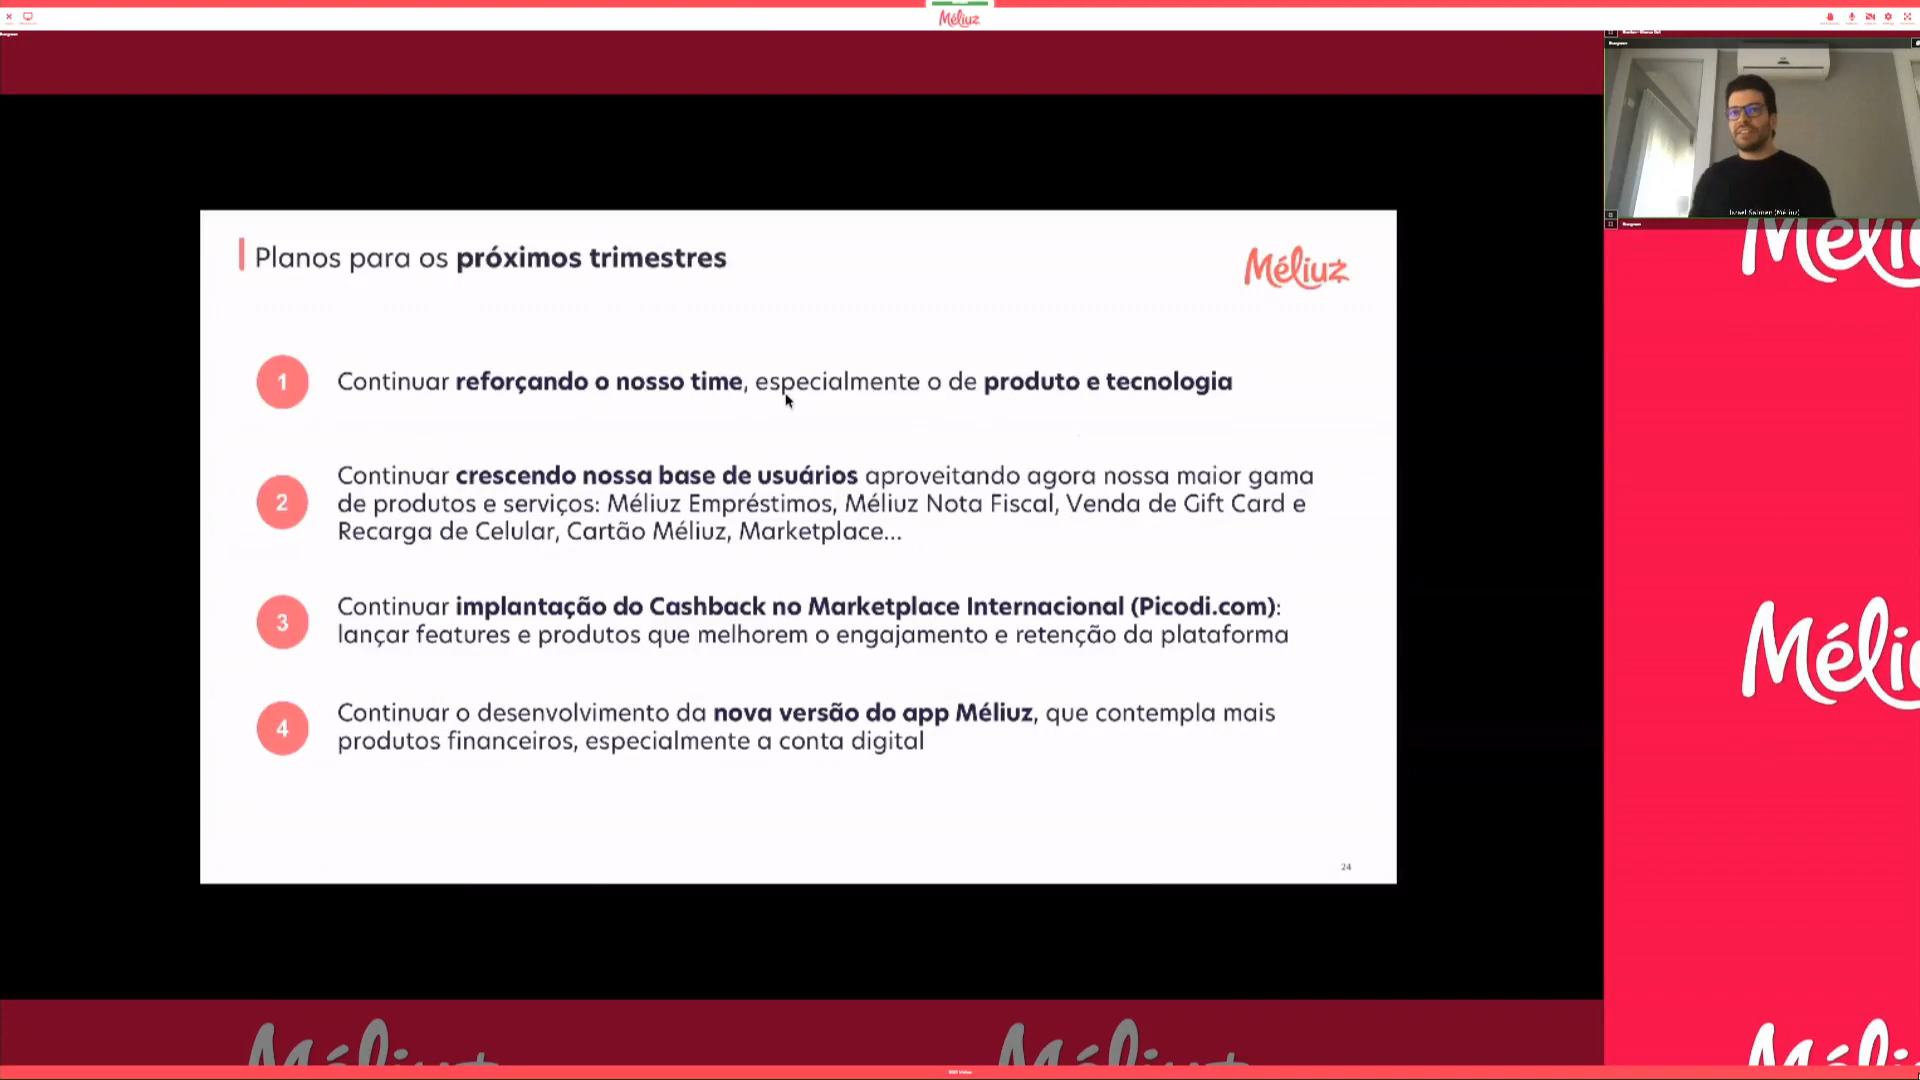 Méliuz
Israel Salmen (Méliuz)
Planos para os próximos trimestres
Méliuz
1
Continuar reforçando o nosso time, especialmente o de produto e tecnologia
2
Continuar crescendo nossa base de usuários aproveitando agora nossa maior gama
de produtos e serviços: Méliuz Empréstimos, Méliuz Nota Fiscal, Venda de Gift Card e
Recarga de Celular, Cartão Méliuz, Marketplace...
3
Continuar implantação do Cashback no Marketplace Internacional (Picodi.com):
lançar features e produtos que melhorem o engajamento e retenção da plataforma
4
Continuar o desenvolvimento da nova versão do app Méliuz, que contempla mais
produtos financeiros, especialmente a conta digital
24